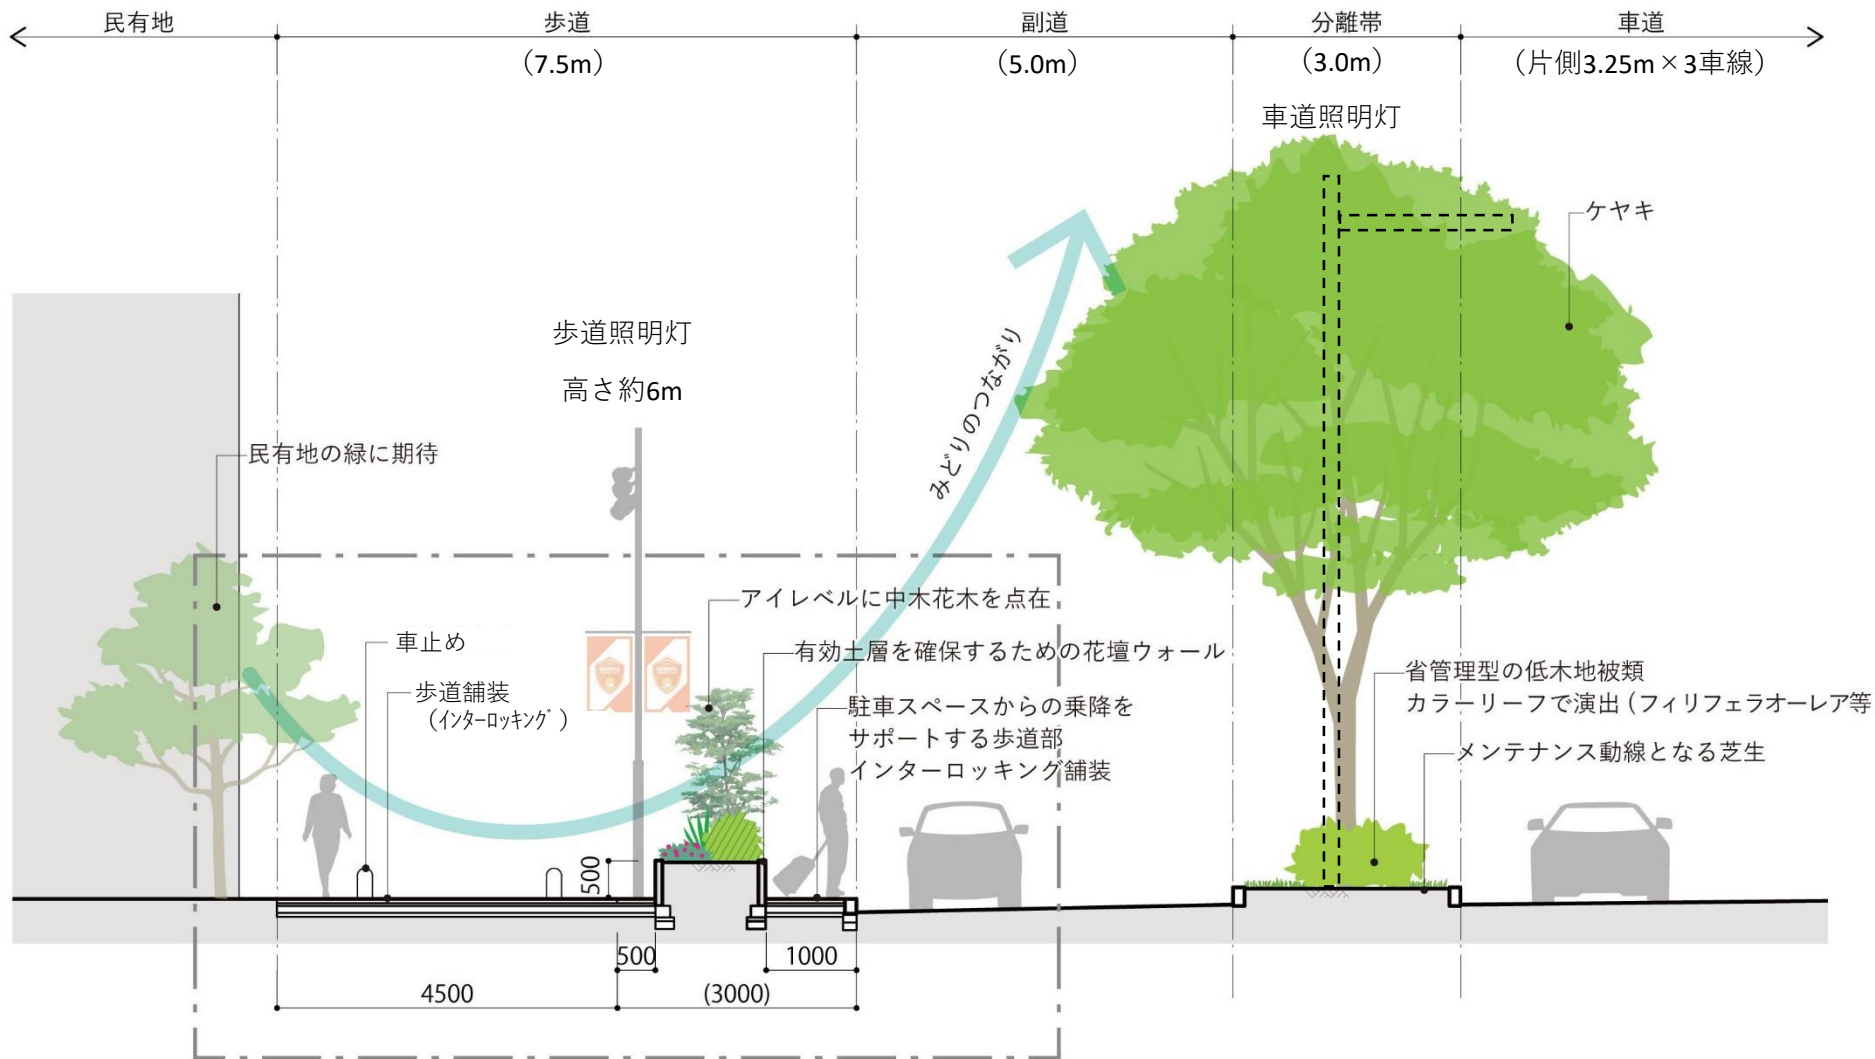 民有地
歩道
副道
分離帯
車道
（7.5m）
（5.0m）
（3.0m）
（片側3.25m×3車線）
車道照明灯
ケヤキ
歩道照明灯
高さ約6m
みどりのつながり
民有地の緑に期待
アイレベルに中木花木を点在
車止め
有効土層を確保するための花壇ウォール
歩道舗装
（インターロッキング）
駐車スペースからの乗降を
サポートする歩道部
インターロッキング舗装
省管理型の低木地被類
カラーリーフで演出（フィリフェラオーレア等
メンテナンス動線となる芝生
500
500
1000
4500
(3000)